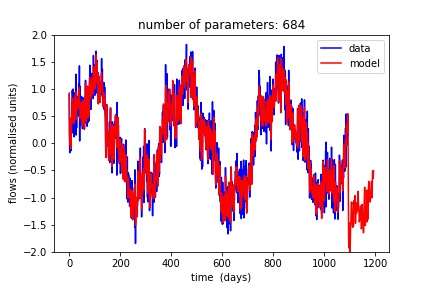 number of parameters: 684
2.0
1.5
1.0
0.5
0.0
-0.5
-1.0
-1.5
-2.0
flows (normalised units)
data
model
0 200 400 600 800 1000 1200
time (days)